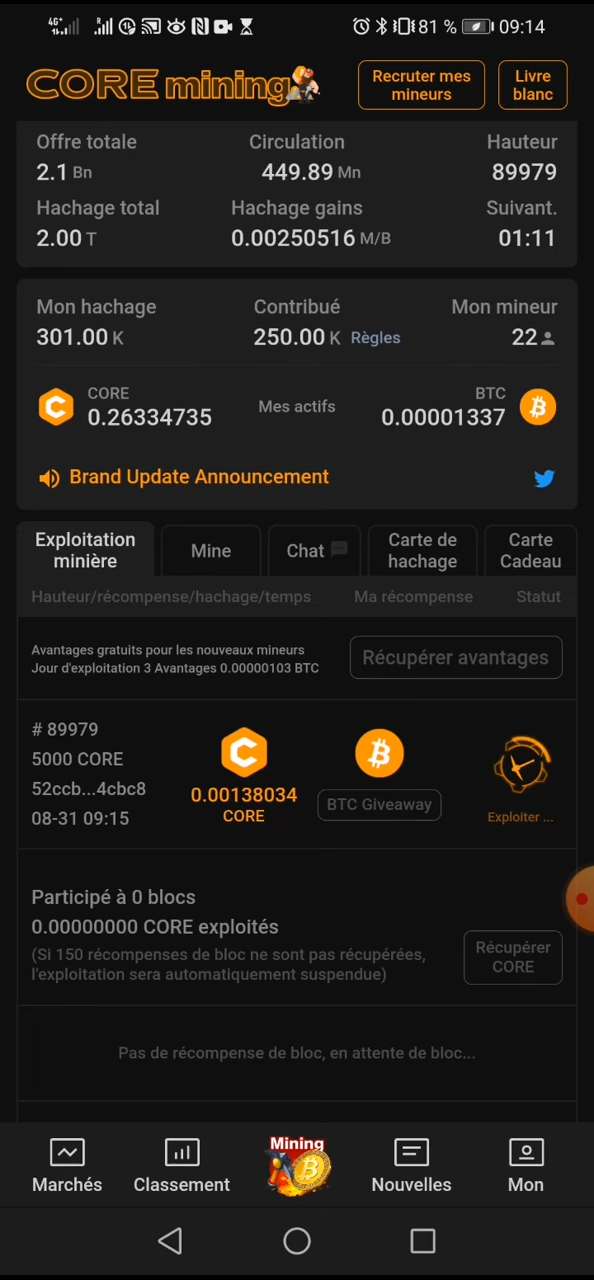 4G+ R 81 % 09:14
CORE mining Recruter mes mineurs Livre blanc
Offre totale Circulation Hauteur
2.1 Bn 449.89 Mn 89979
Hachage total Hachage gains Suivant.
2.00 T 0.00250516 M/B 01:11
Mon hachage Contribué Mon mineur
301.00 K 250.00 K Règles 22
CORE BTC
0.26334735 Mes actifs 0.00001337
Brand Update Announcement
Exploitation minière Mine Chat Carte de hachage Carte Cadeau
Hauteur/récompense/hachage/temps Ma récompense Statut
Avantages gratuits pour les nouveaux mineurs
Jour d'exploitation 3 Avantages 0.00000103 BTC
Récupérer avantages
# 89979
5000 CORE
52ccb...4cbc8
08-31 09:15
0.00138034
CORE
BTC Giveaway
Exploiter ...
Participé à 0 blocs
0.00000000 CORE exploités
(Si 150 récompenses de bloc ne sont pas récupérées,
l'exploitation sera automatiquement suspendue)
Récupérer
CORE
Pas de récompense de bloc, en attente de bloc...
Mining
Marchés Classement Nouvelles Mon